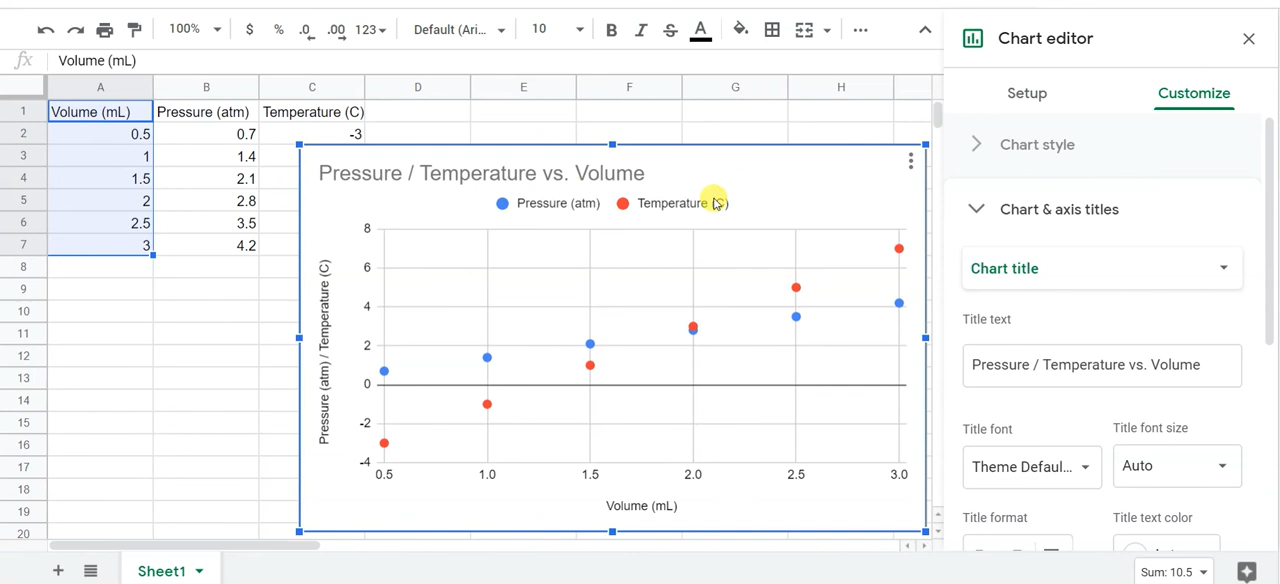 100% $ % .0 .00 123 Default (Ari... 10 B I S A ...
fx Volume (mL)
A B C D E F G H
1 Volume (mL) Pressure (atm) Temperature (C)
2 0.5 0.7 -3
3 1 1.4
4 1.5 2.1
5 2 2.8
6 2.5 3.5
7 3 4.2
8
9
10
11
12
13
14
15
16
17
18
19
20
Pressure / Temperature vs. Volume
Pressure (atm) Temperature (C)
Pressure (atm) / Temperature (C)
8
6
4
2
0
-2
-4
0.5 1.0 1.5 2.0 2.5 3.0
Volume (mL)
Sheet1
Chart editor
Setup Customize
Chart style
Chart & axis titles
Chart title
Title text
Pressure / Temperature vs. Volume
Title font Title font size
Theme Defaul... Auto
Title format Title text color
Sum: 10.5